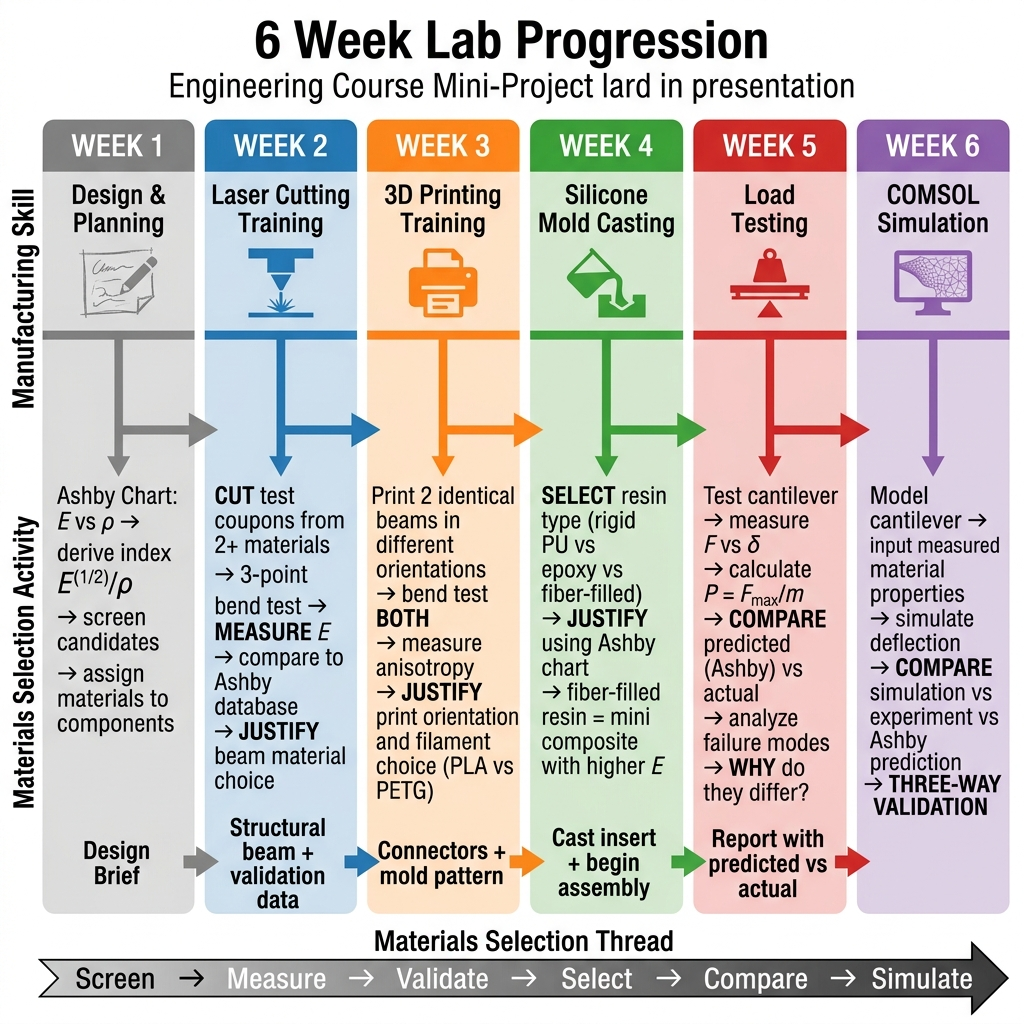 6 Week Lab Progression
Engineering Course Mini-Project lard in presentation
Manufacturing Skill
WEEK 1
Design &
Planning
WEEK 2
Laser Cutting
Training
WEEK 3
3D Printing
Training
WEEK 4
Silicone
Mold Casting
WEEK 5
Load
Testing
WEEK 6
COMSOL
Simulation
Materials Selection Activity
Ashby Chart:
E vs ρ →
derive index
E^(1/2)/ρ
→ screen
candidates
→ assign
materials to
components
Design
Brief
CUT test
coupons from
2+ materials
→ 3-point
bend test →
MEASURE E
→ compare to
Ashby
database
→ JUSTIFY
beam material
choice
Structural
beam +
validation
data
Print 2 identical
beams in
different
orientations
→ bend test
BOTH
→ measure
anisotropy
→ JUSTIFY
print orientation
and filament
choice (PLA vs
PETG)
Connectors +
mold pattern
SELECT resin
type (rigid
PU vs
epoxy vs
fiber-filled)
→ JUSTIFY
using Ashby
chart
→ fiber-filled
resin = mini
composite
with higher E
Cast insert
+ begin
assembly
Test cantilever
→ measure
F vs δ
→ calculate
P = Fmax/m
→ COMPARE
predicted
(Ashby) vs
actual
→ analyze
failure modes
→ WHY do
they differ?
Report with
predicted vs
actual
Model
cantilever →
input measured
material
properties
→ simulate
deflection
→ COMPARE
simulation vs
experiment vs
Ashby
prediction
→ THREE-WAY
VALIDATION
Materials Selection Thread
Screen → Measure → Validate → Select → Compare → Simulate